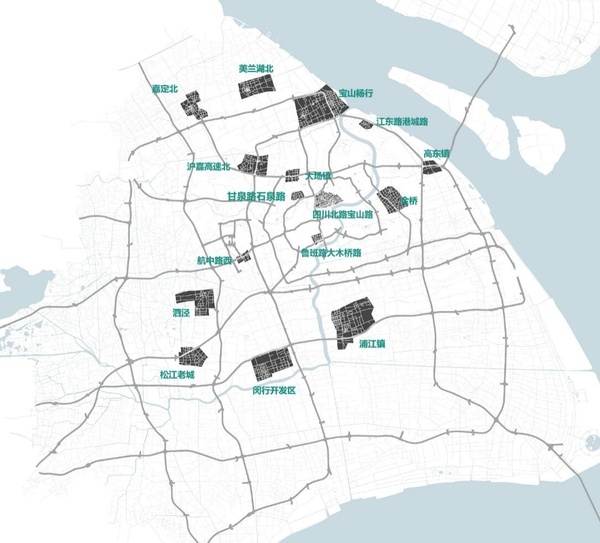 美兰湖北
嘉定北
宝山杨行
江东路港城路
高东镇
沪嘉高速北
大场镇
甘泉路石泉路
金桥
四川北路宝山路
鲁班路大木桥路
航中路西
泗泾
浦江镇
松江老城
闵行开发区